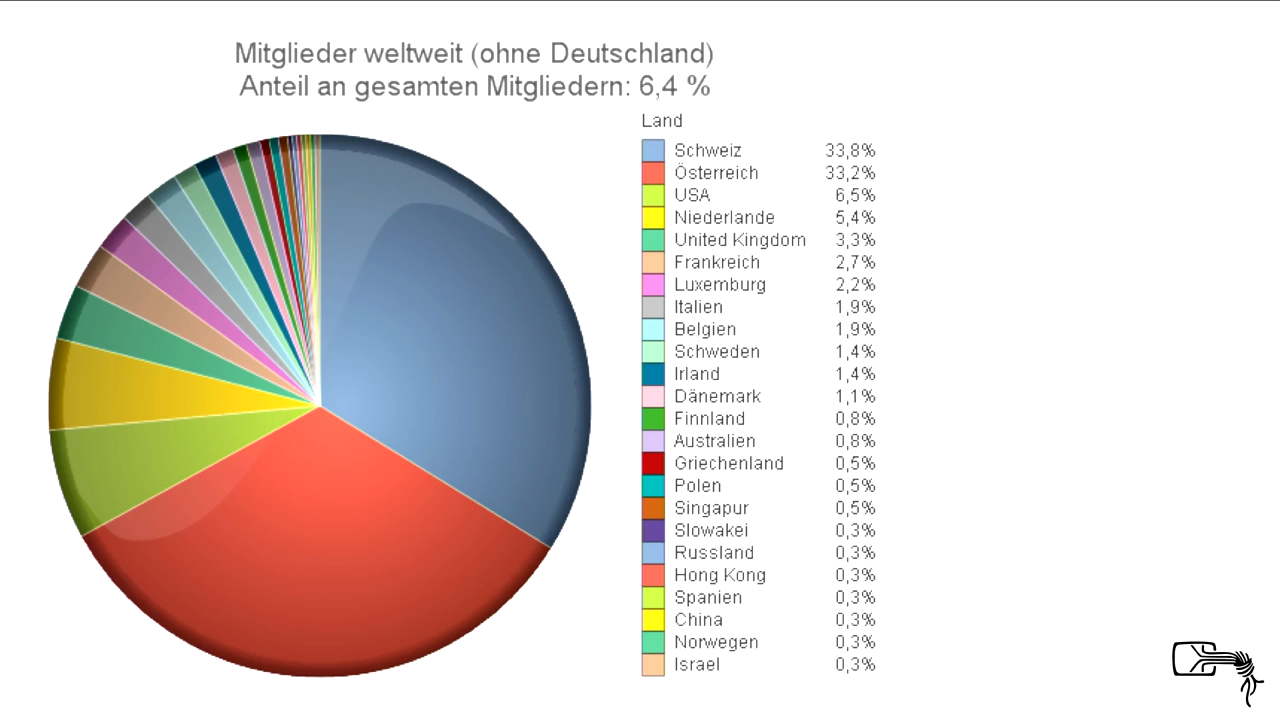 Mitglieder weltweit (ohne Deutschland)
Anteil an gesamten Mitgliedern: 6,4 %
Land
Schweiz 33,8%
Österreich 33,2%
USA 6,5%
Niederlande 5,4%
United Kingdom 3,3%
Frankreich 2,7%
Luxemburg 2,2%
Italien 1,9%
Belgien 1,9%
Schweden 1,4%
Irland 1,4%
Dänemark 1,1%
Finnland 0,8%
Australien 0,8%
Griechenland 0,5%
Polen 0,5%
Singapur 0,5%
Slowakei 0,3%
Russland 0,3%
Hong Kong 0,3%
Spanien 0,3%
China 0,3%
Norwegen 0,3%
Israel 0,3%